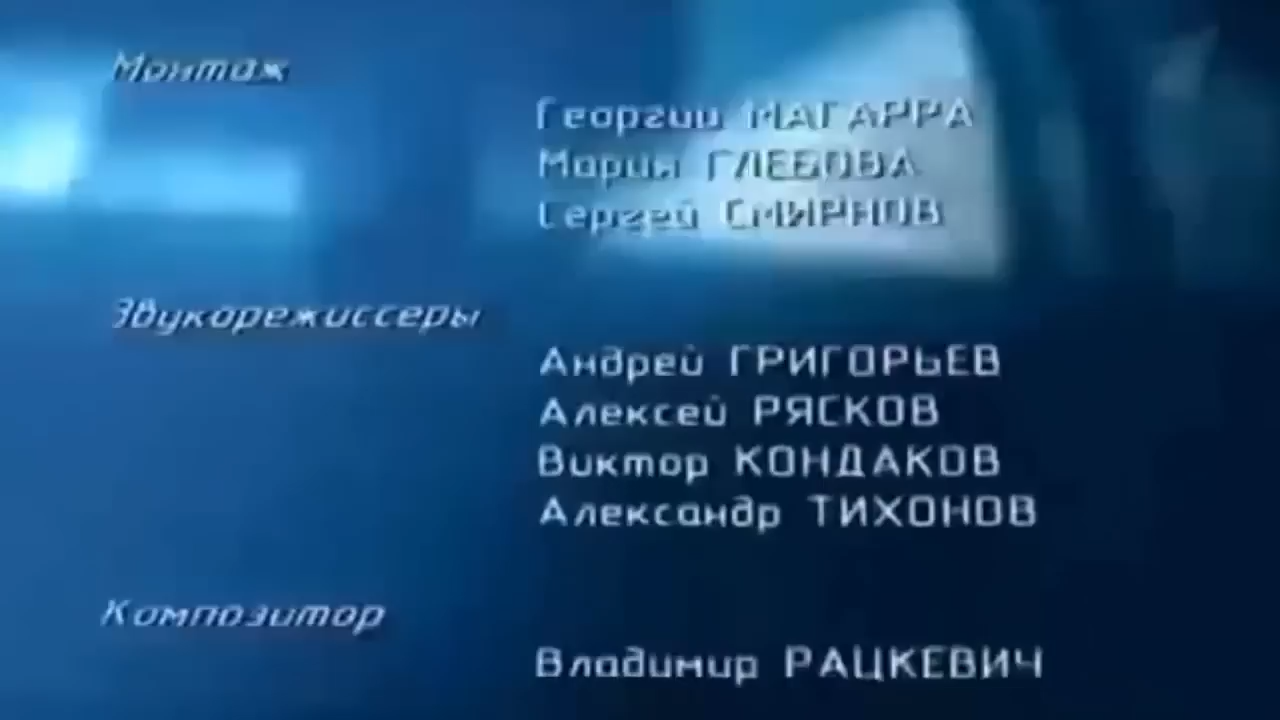 Монтаж
Георгий МАГАРРА
Мария ГЛЕБОВА
Сергей СМИРНОВ
Звукорежиссеры
Андрей ГРИГОРЬЕВ
Алексей РЯСКОВ
Виктор КОНДАКОВ
Александр ТИХОНОВ
Композитор
Владимир РАЦКЕВИЧ